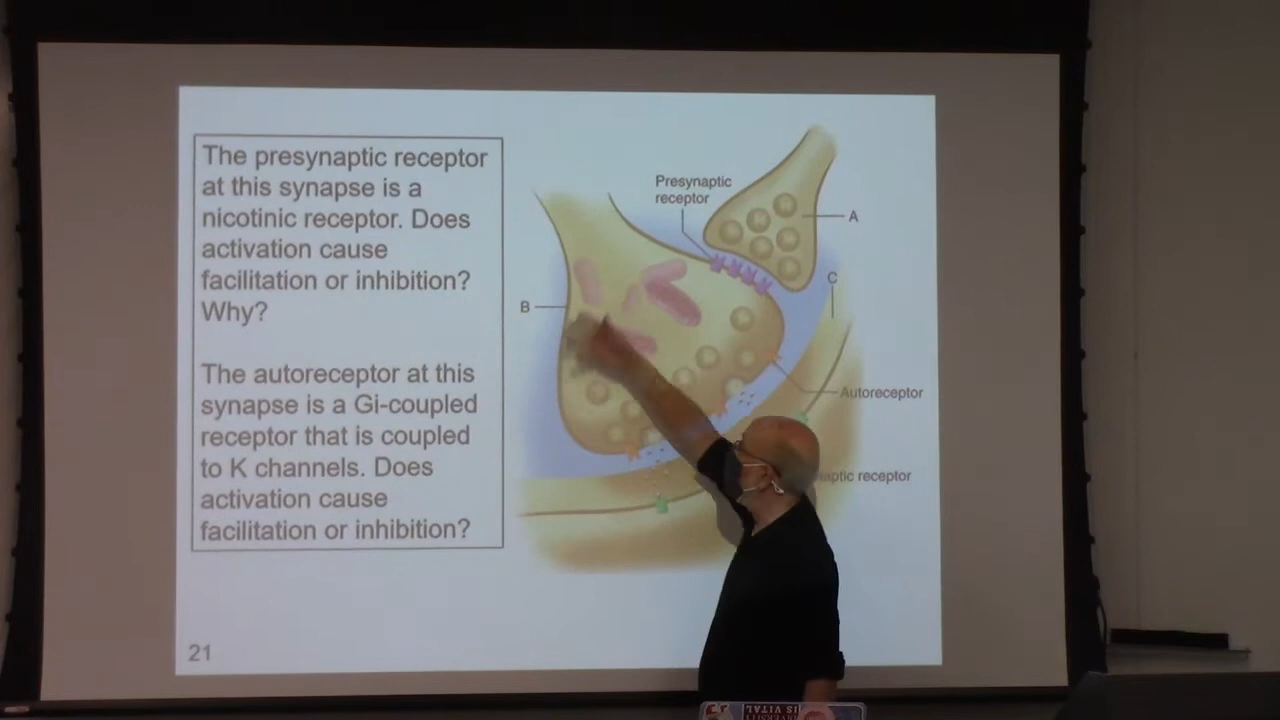 The presynaptic receptor
at this synapse is a
nicotinic receptor. Does
activation cause
facilitation or inhibition?
Why?
The autoreceptor at this
synapse is a Gi-coupled
receptor that is coupled
to K channels. Does
activation cause
facilitation or inhibition?
Presynaptic
receptor
A
C
B
Autoreceptor
receptor
21
IS VITAL